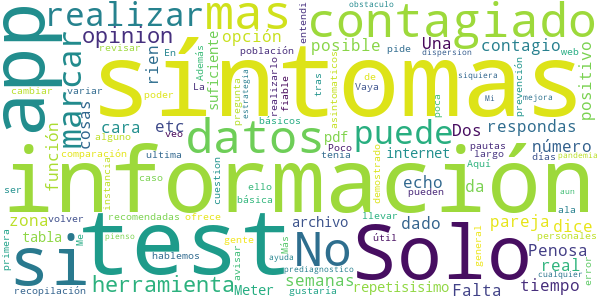 app
realizar
mas
contagiado
obstaculo
entendi
marcar
opinion
opción
rien
posible
contagio
Una
pide
web
revisar
En
población
dispersion
Además
siquiera
cambiar
variar
cosas
suficiente
La
síntomas
positivo
de
poder
tras
realizarlo
fiable
pregunta
estrategia
asintomaticos
Vaya
poca
prevención
Mi
mejora
función
cara
etc
veo
básicos
datos
puede
Dos
respondas
alguno
pdf
Poco
tenia
internet
pautas
largo
número
días
pandemia
comparación
ultima
información
ser
caso
instancia
cuestion
ello
básica
echo
demostrado
pueden
da
Aqui
aun
zona
volver
recomendadas
ofrece
archivo
dado
llevar
pareja
dice
ala
personales
primera
tabla
Me
pienso
test
si
No
Solo
gente
Más
útil
avisar
general
hablemos
ayuda
semanas
Penosa
real
cualquier
error
recopilación
herramienta
Meter
prediagnostico
gustaria
repetisisimo
Falta
tiempo